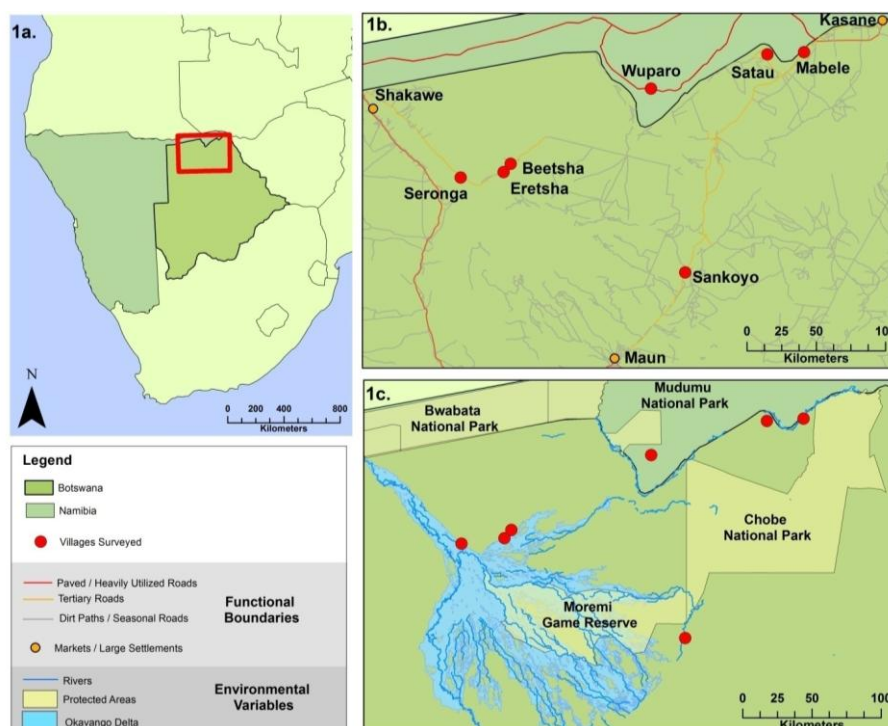 1a.
N
0 200 400 800
Kilometers
1b.
Kasane
Wuparo
Satau
Mabele
Shakawe
Beetsha
Seronga
Eretsha
Sankoyo
Maun
0 25 50 100
Kilometers
1c.
Mudumu
National Park
Bwabata
National Park
Chobe
National Park
Moremi
Game Reserve
0 25 50 100
Kilometers
Legend
Botswana
Namibia
Villages Surveyed
Paved / Heavily Utilized Roads
Tertiary Roads
Functional
Boundaries
Dirt Paths / Seasonal Roads
Markets / Large Settlements
Rivers
Environmental
Variables
Protected Areas
Okavango Delta